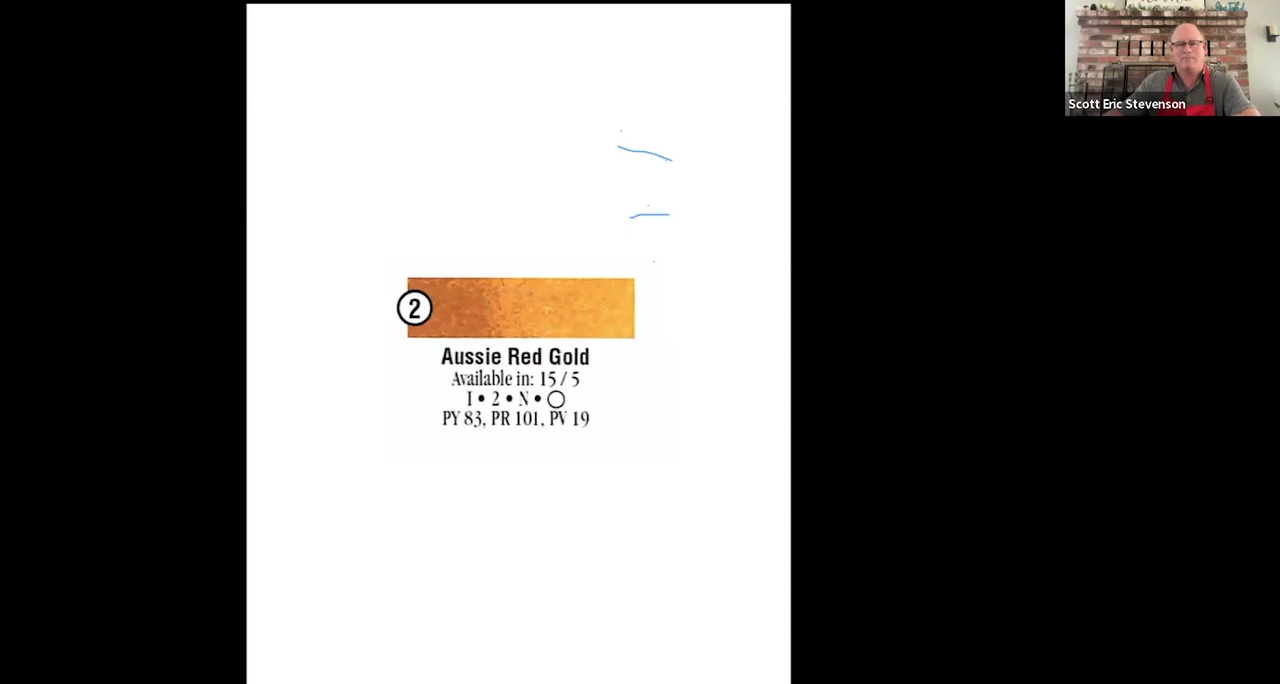 Scott Eric Stevenson
2
Aussie Red Gold
Available in: 15 / 5
I • 2 • N • ○
PY 83, PR 101, PV 19